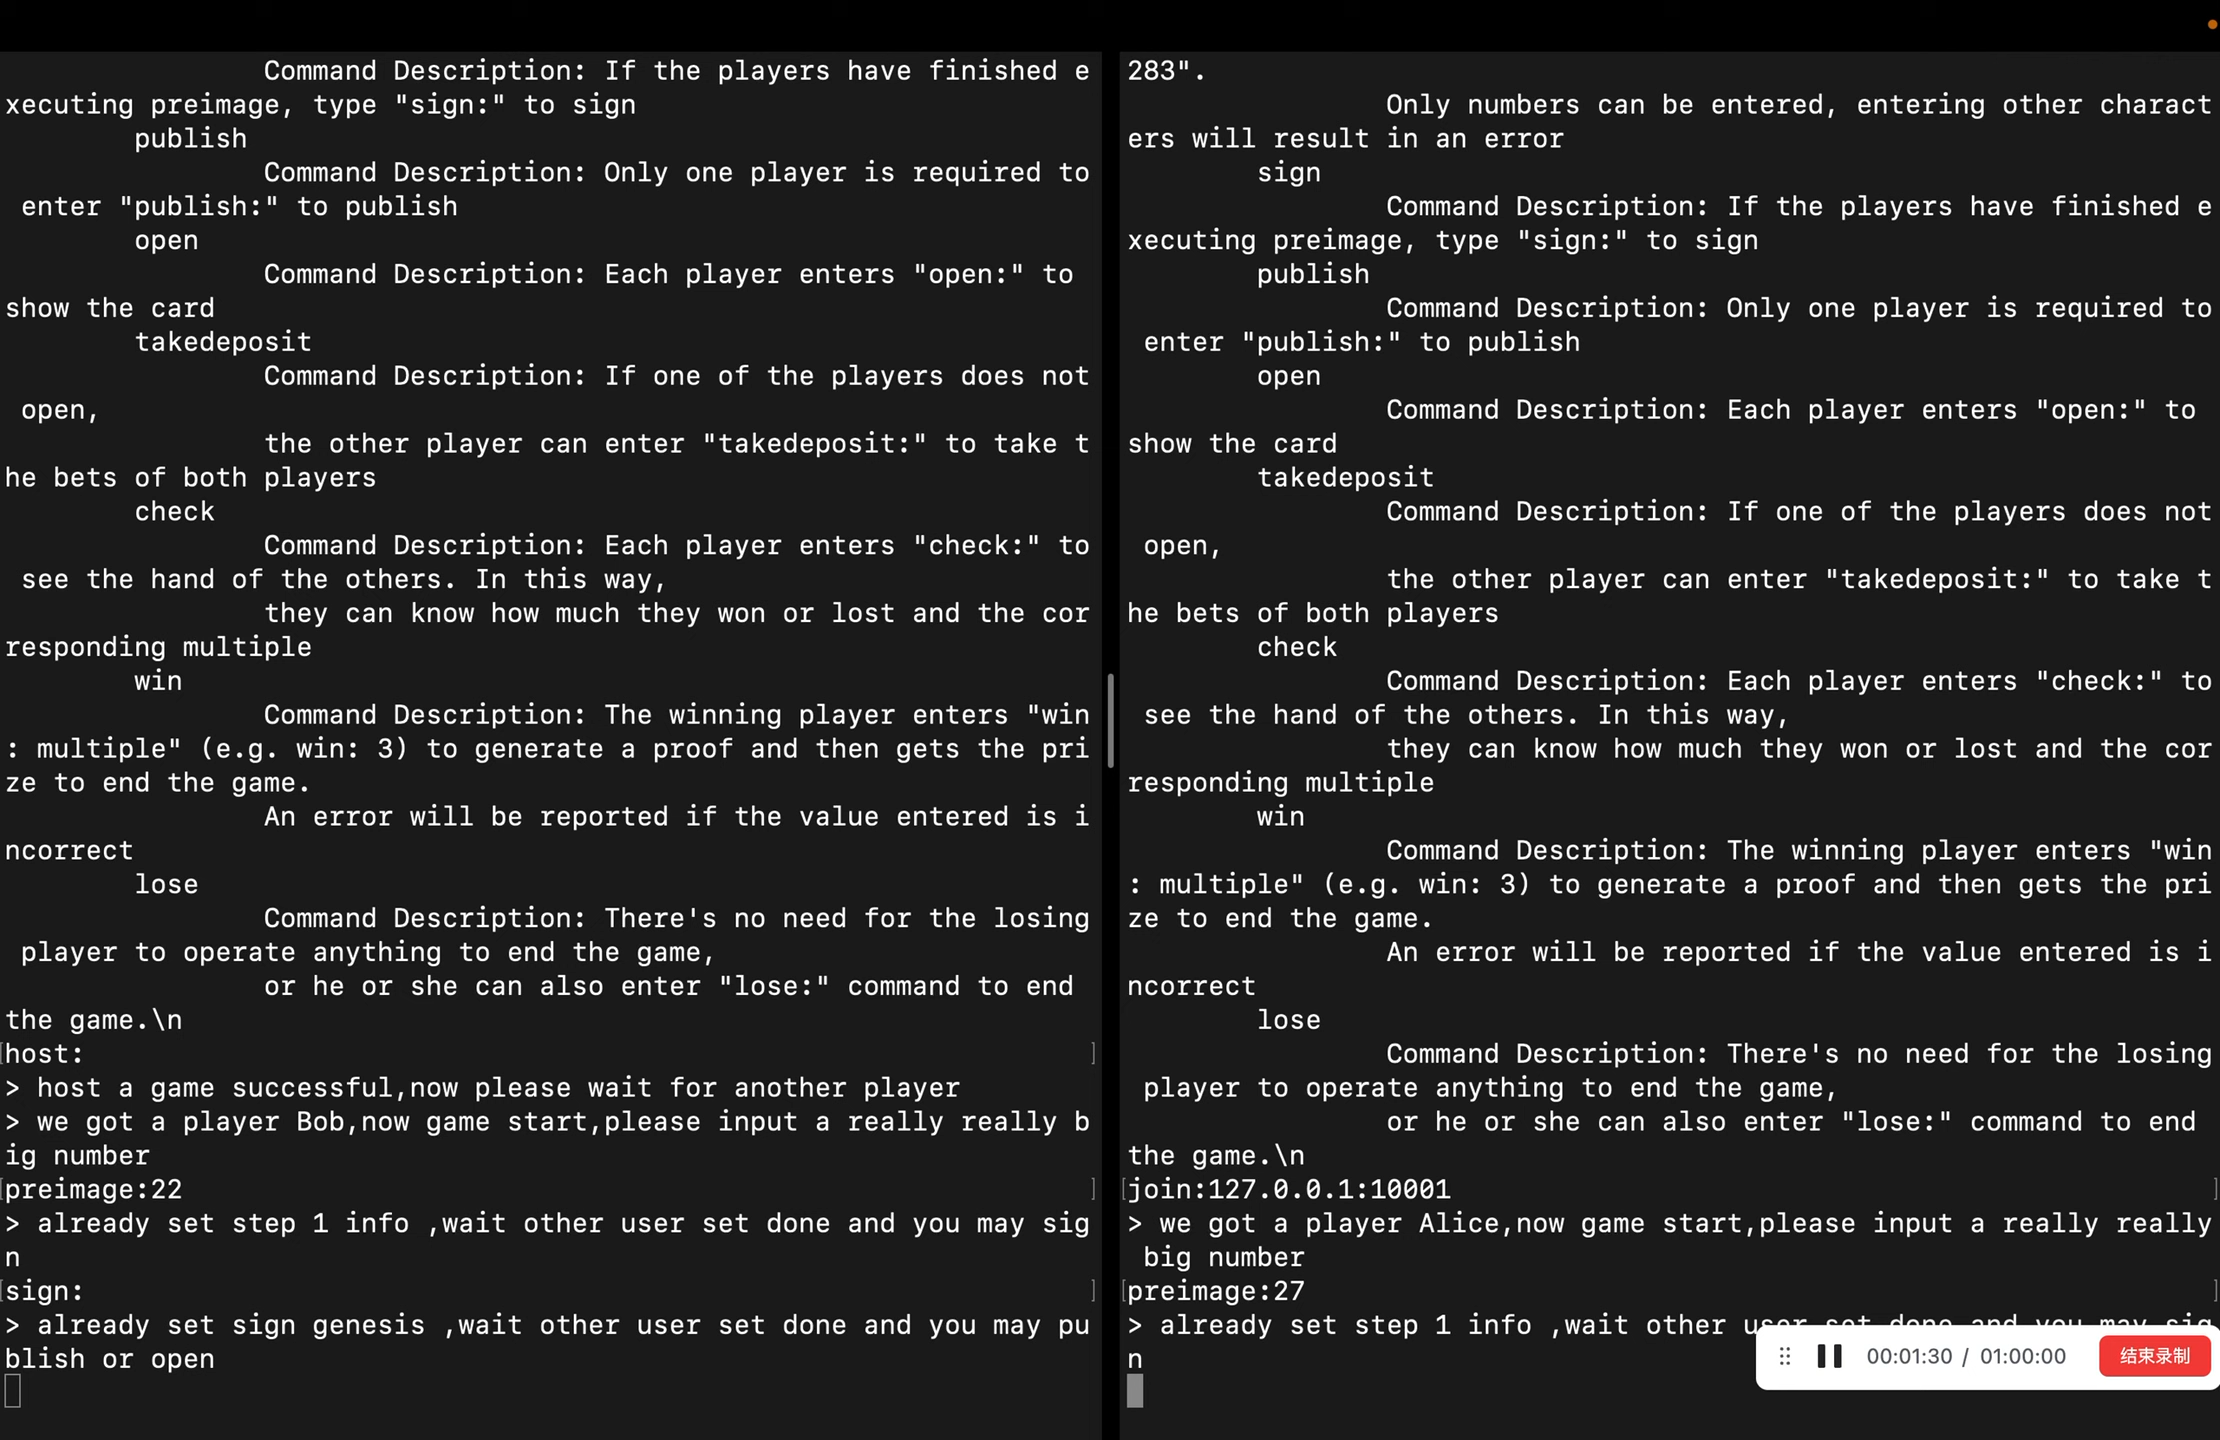 Command Description: If the players have finished e
xecuting preimage, type "sign:" to sign
publish
Command Description: Only one player is required to
enter "publish:" to publish
open
Command Description: Each player enters "open:" to
show the card
takedeposit
Command Description: If one of the players does not
open,
the other player can enter "takedeposit:" to take t
he bets of both players
check
Command Description: Each player enters "check:" to
see the hand of the others. In this way,
they can know how much they won or lost and the cor
responding multiple
win
Command Description: The winning player enters "win
: multiple" (e.g. win: 3) to generate a proof and then gets the pri
ze to end the game.
An error will be reported if the value entered is i
ncorrect
lose
Command Description: There's no need for the losing
player to operate anything to end the game,
or he or she can also enter "lose:" command to end
the game.\n
[host: ]
> host a game successful,now please wait for another player
> we got a player Bob,now game start,please input a really really b
ig number
[preimage:22 ]
> already set step 1 info ,wait other user set done and you may sig
n
[sign: ]
> already set sign genesis ,wait other user set done and you may pu
blish or open
283".
Only numbers can be entered, entering other charact
ers will result in an error
sign
Command Description: If the players have finished e
xecuting preimage, type "sign:" to sign
publish
Command Description: Only one player is required to
enter "publish:" to publish
open
Command Description: Each player enters "open:" to
show the card
takedeposit
Command Description: If one of the players does not
open,
the other player can enter "takedeposit:" to take t
he bets of both players
check
Command Description: Each player enters "check:" to
see the hand of the others. In this way,
they can know how much they won or lost and the cor
responding multiple
win
Command Description: The winning player enters "win
: multiple" (e.g. win: 3) to generate a proof and then gets the pri
ze to end the game.
An error will be reported if the value entered is i
ncorrect
lose
Command Description: There's no need for the losing
player to operate anything to end the game,
or he or she can also enter "lose:" command to end
the game.\n
[join:127.0.0.1:10001 ]
> we got a player Alice,now game start,please input a really really
big number
[preimage:27 ]
> already set step 1 info ,wait other user set done and you may sig
n
00:01:30 / 01:00:00
结束录制